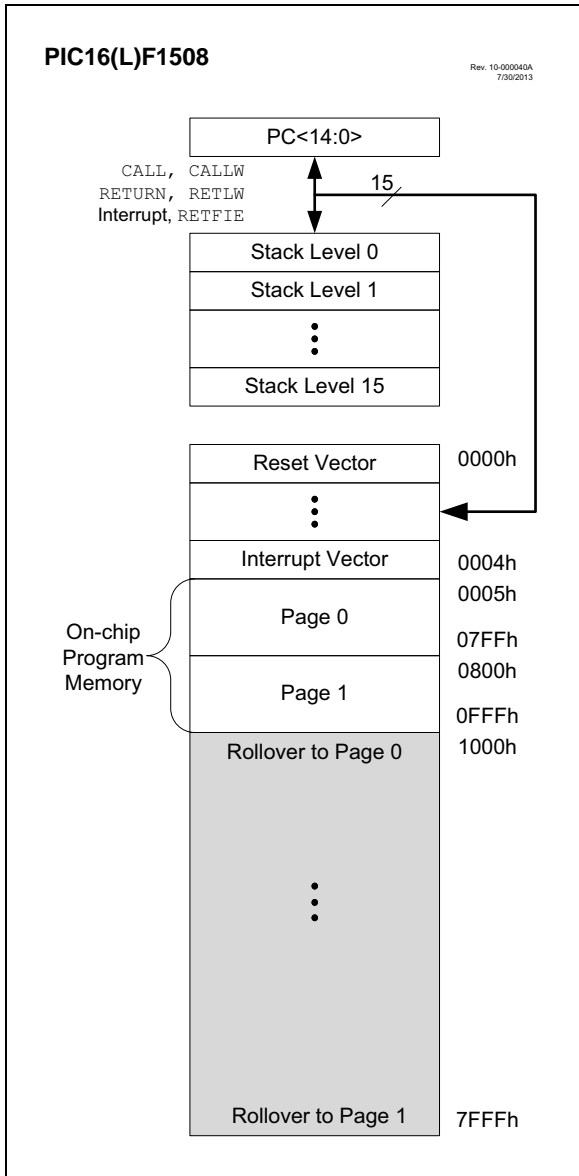 PIC16(L)F1508
Rev. 10-000040A
7/30/2013
PC<14:0>
CALL, CALLW
RETURN, RETLW
Interrupt, RETFIE
15
Stack Level 0
Stack Level 1
Stack Level 15
Reset Vector
0000h
Interrupt Vector
0004h
0005h
Page 0
07FFh
On-chip
Program
Memory
0800h
Page 1
0FFFh
Rollover to Page 0
1000h
Rollover to Page 1
7FFFh